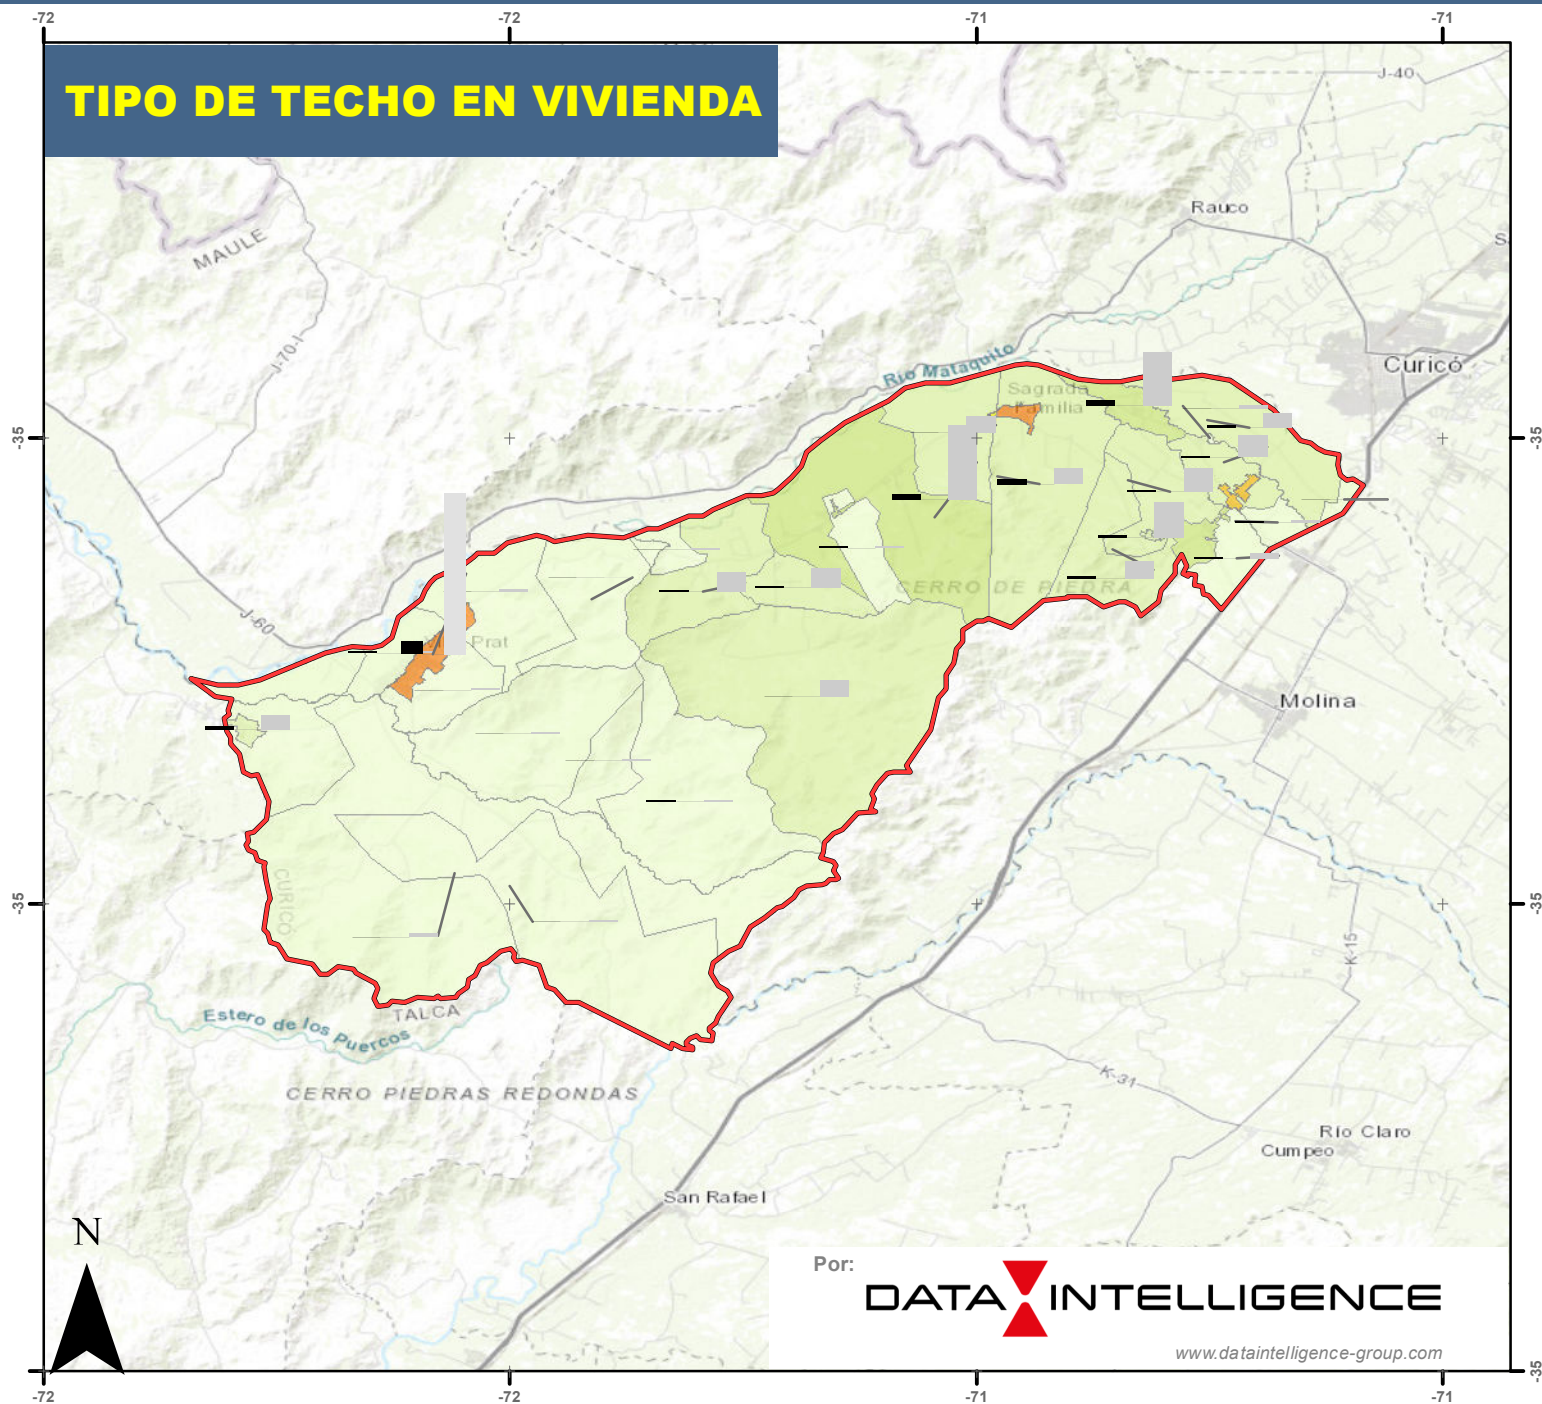 -72 -72 -71 -71
TIPO DE TECHO EN VIVIENDA
J-40
Rauco
MAULE
J-70-I
Río Mataquito
Curicó
Sagrada
Familia
-35 -35
CERRO DE PIEDRA
J-60
Prat
Molina
CURICÓ
-35 -35
K-15
TALCA
Estero de los Puercos
CERRO PIEDRAS REDONDAS
K-31
Río Claro
Cumpeo
San Rafael
N
Por:
DATA INTELLIGENCE
www.dataintelligence-group.com
-35
-72 -72 -71 -71